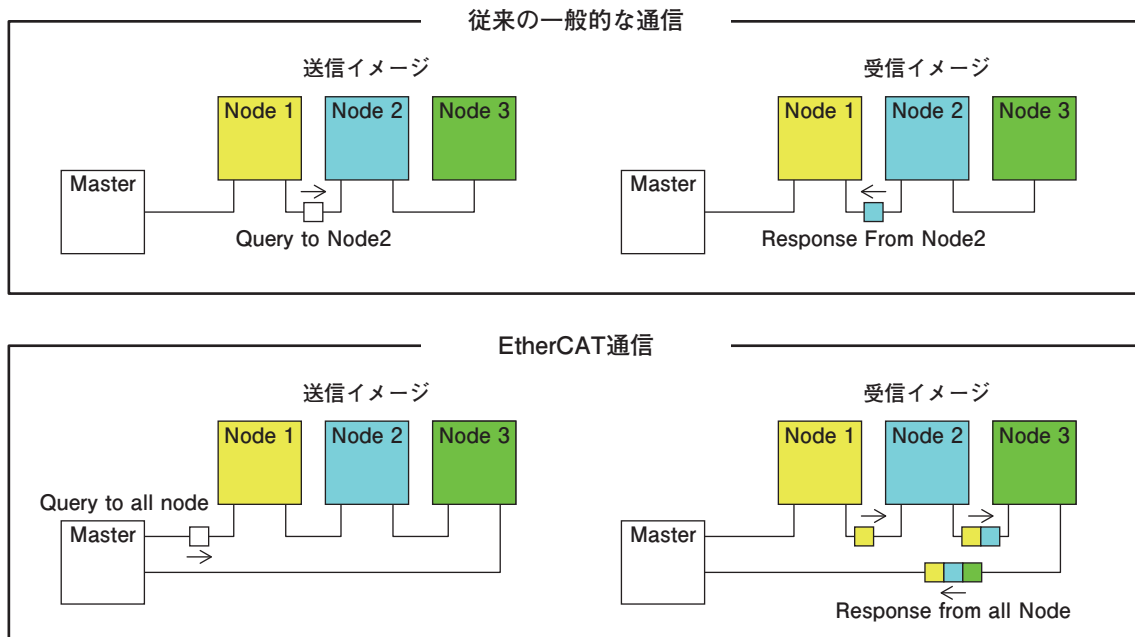 従来の一般的な通信
送信イメージ
Node 1
Node 2
Node 3
Master
Query to Node2
受信イメージ
Node 1
Node 2
Node 3
Master
Response From Node2
EtherCAT通信
送信イメージ
Node 1
Node 2
Node 3
Query to all node
Master
受信イメージ
Node 1
Node 2
Node 3
Master
Response from all Node